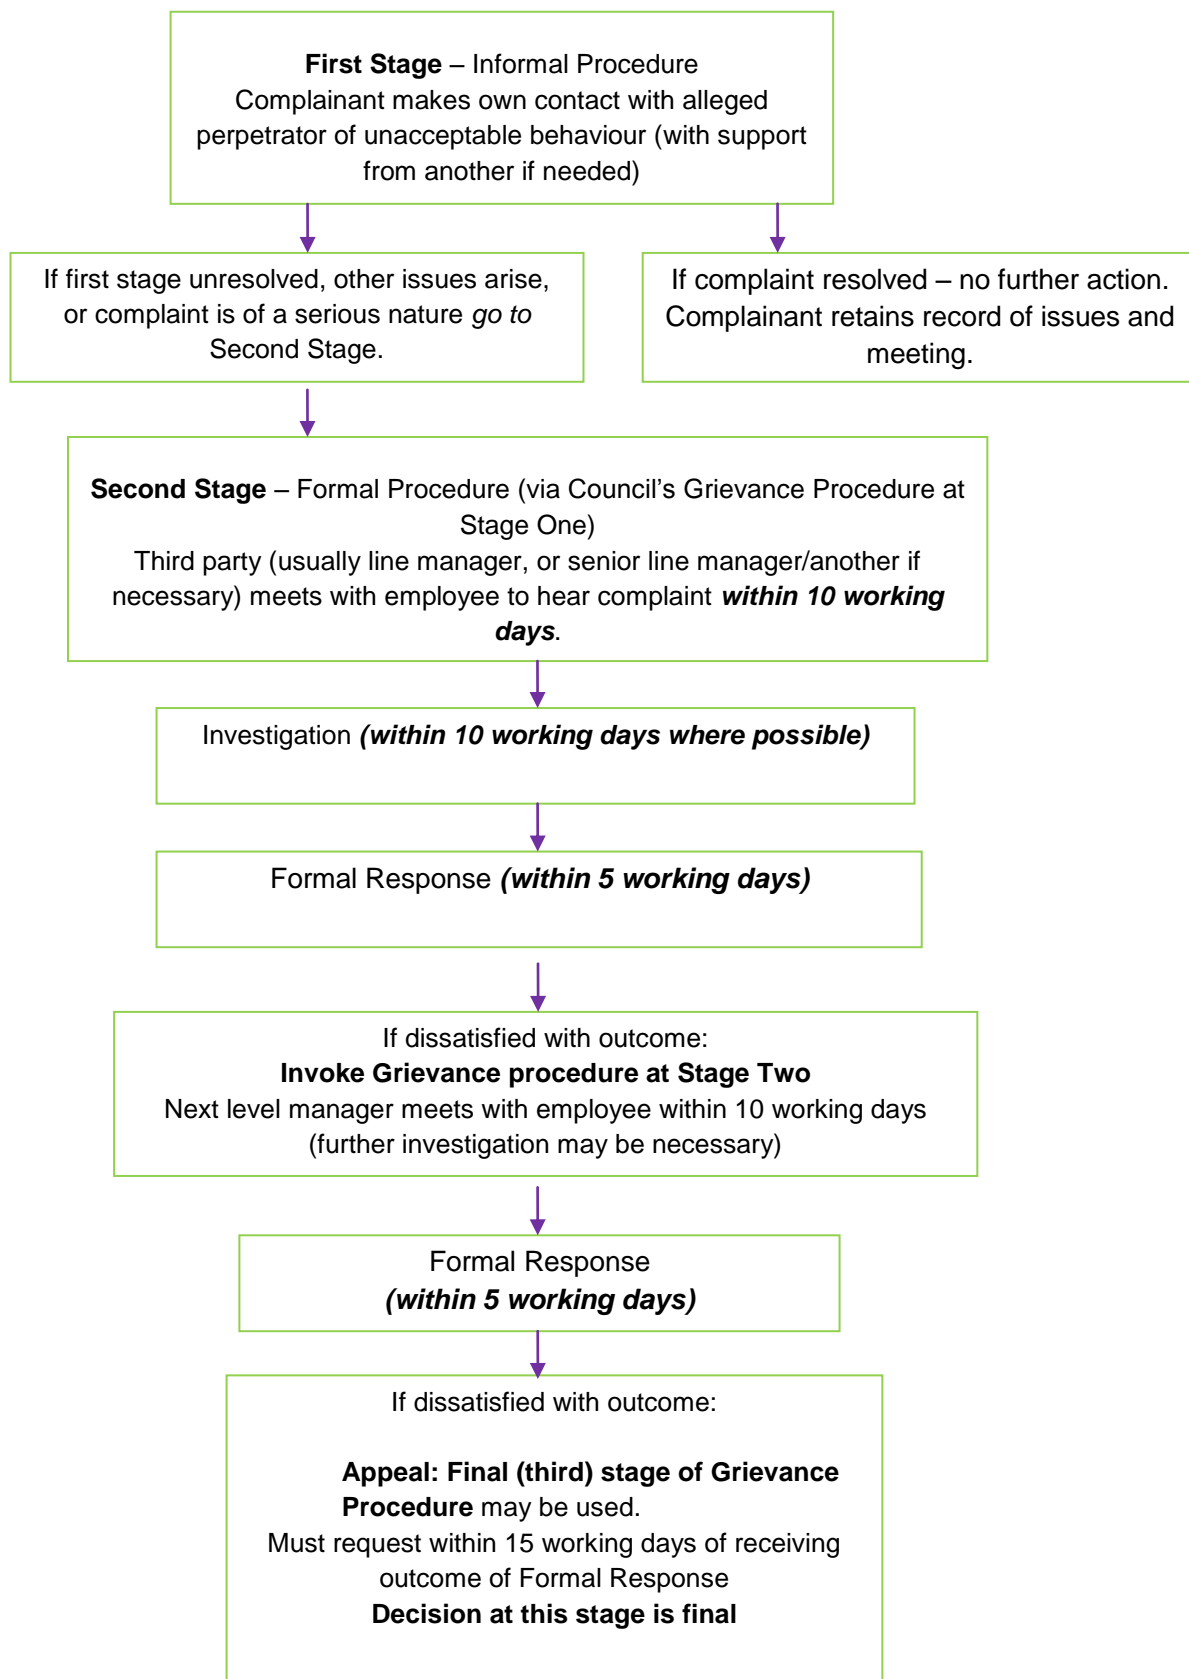 First Stage – Informal Procedure
Complainant makes own contact with alleged
perpetrator of unacceptable behaviour (with support
from another if needed)
If first stage unresolved, other issues arise,
or complaint is of a serious nature go to
Second Stage.
If complaint resolved – no further action.
Complainant retains record of issues and
meeting.
Second Stage – Formal Procedure (via Council’s Grievance Procedure at
Stage One)
Third party (usually line manager, or senior line manager/another if
necessary) meets with employee to hear complaint within 10 working
days.
Investigation (within 10 working days where possible)
Formal Response (within 5 working days)
If dissatisfied with outcome:
Invoke Grievance procedure at Stage Two
Next level manager meets with employee within 10 working days
(further investigation may be necessary)
Formal Response
(within 5 working days)
If dissatisfied with outcome:
Appeal: Final (third) stage of Grievance
Procedure may be used.
Must request within 15 working days of receiving
outcome of Formal Response
Decision at this stage is final